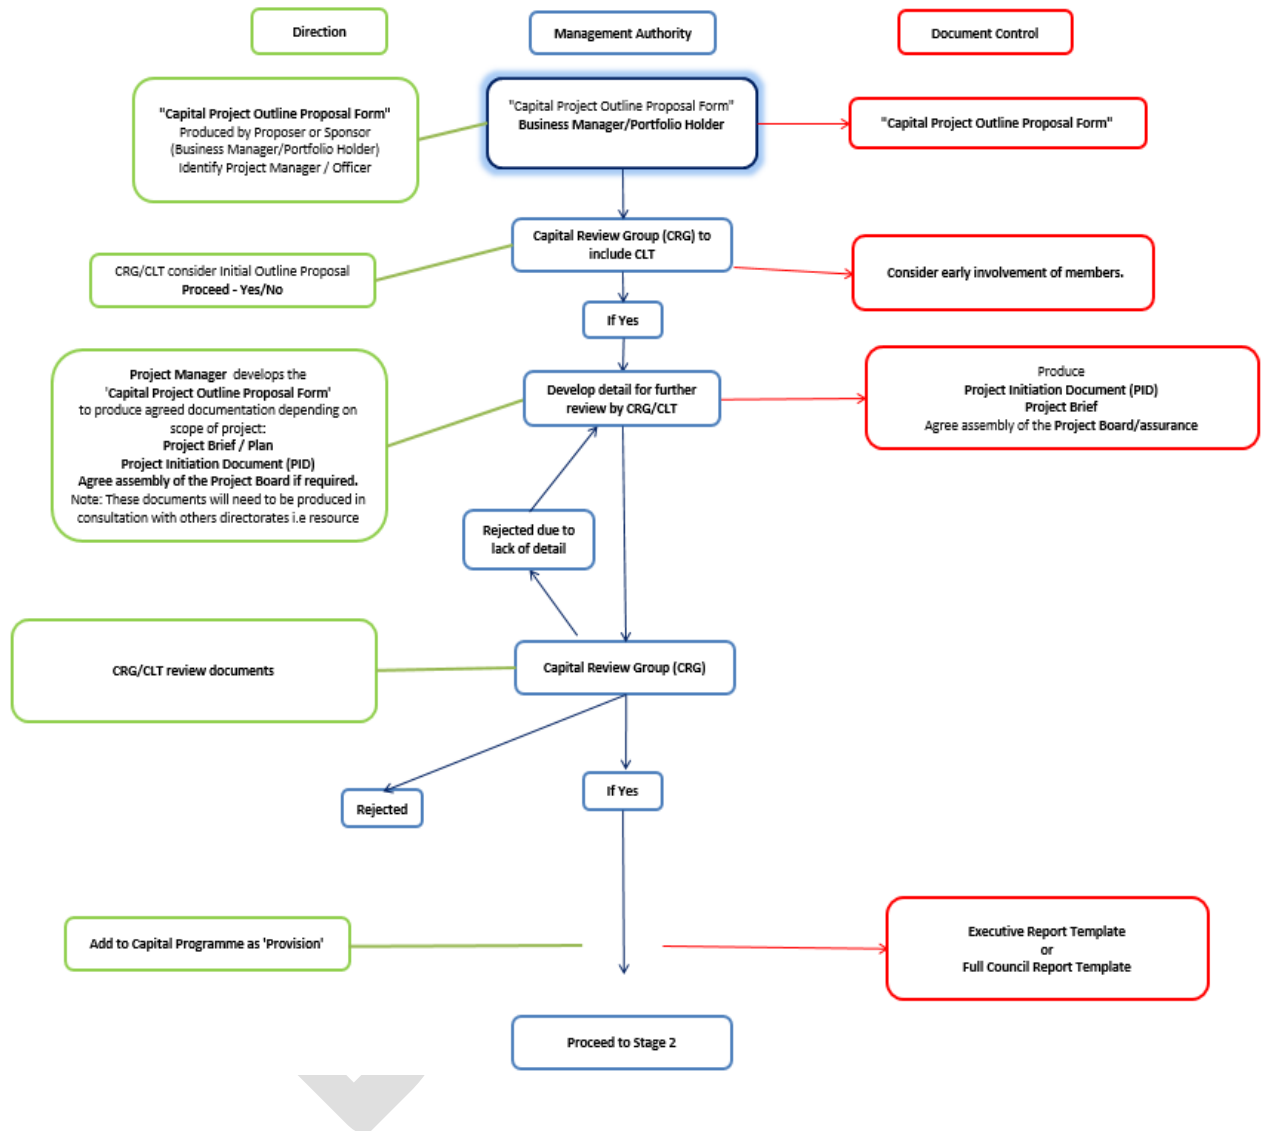 Direction
Management Authority
Document Control
"Capital Project Outline Proposal Form"
Produced by Proposer or Sponsor
(Business Manager/Portfolio Holder)
Identify Project Manager / Officer
"Capital Project Outline Proposal Form"
Business Manager/Portfolio Holder
"Capital Project Outline Proposal Form"
Capital Review Group (CRG) to
include CLT
CRG/CLT consider Initial Outline Proposal
Proceed - Yes/No
Consider early involvement of members.
If Yes
Project Manager develops the
'Capital Project Outline Proposal Form'
to produce agreed documentation depending on
scope of project:
Project Brief / Plan
Project Initiation Document (PID)
Agree assembly of the Project Board if required.
Note: These documents will need to be produced in
consultation with others directorates i.e resource
Develop detail for further
review by CRG/CLT
Produce
Project Initiation Document (PID)
Project Brief
Agree assembly of the Project Board/assurance
Rejected due to
lack of detail
CRG/CLT review documents
Capital Review Group (CRG)
Rejected
If Yes
Add to Capital Programme as 'Provision'
Executive Report Template
or
Full Council Report Template
Proceed to Stage 2